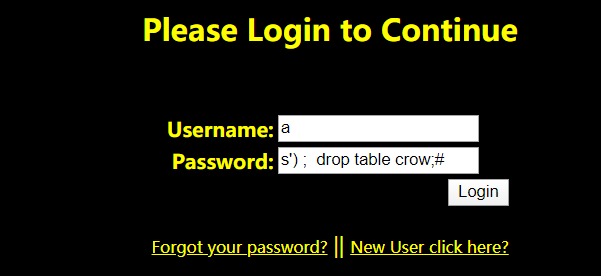 Please Login to Continue
Username: a
Password: s') ;  drop table crow;#
Login
Forgot your password? || New User click here?